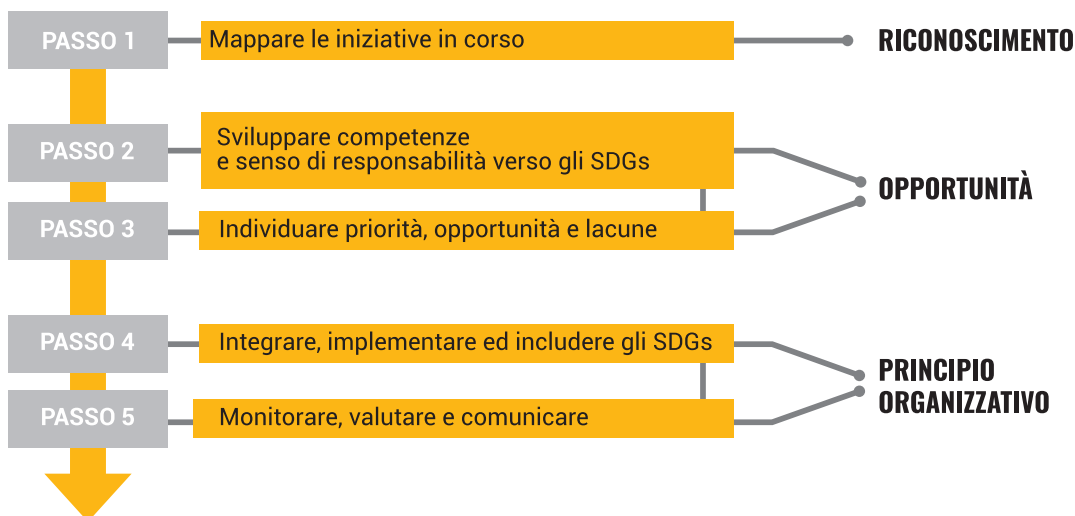 PASSO 1
Mappare le iniziative in corso
RICONOSCIMENTO
PASSO 2
Sviluppare competenze
e senso di responsabilità verso gli SDGs
OPPORTUNITÀ
PASSO 3
Individuare priorità, opportunità e lacune
PASSO 4
Integrare, implementare ed includere gli SDGs
PRINCIPIO
ORGANIZZATIVO
PASSO 5
Monitorare, valutare e comunicare